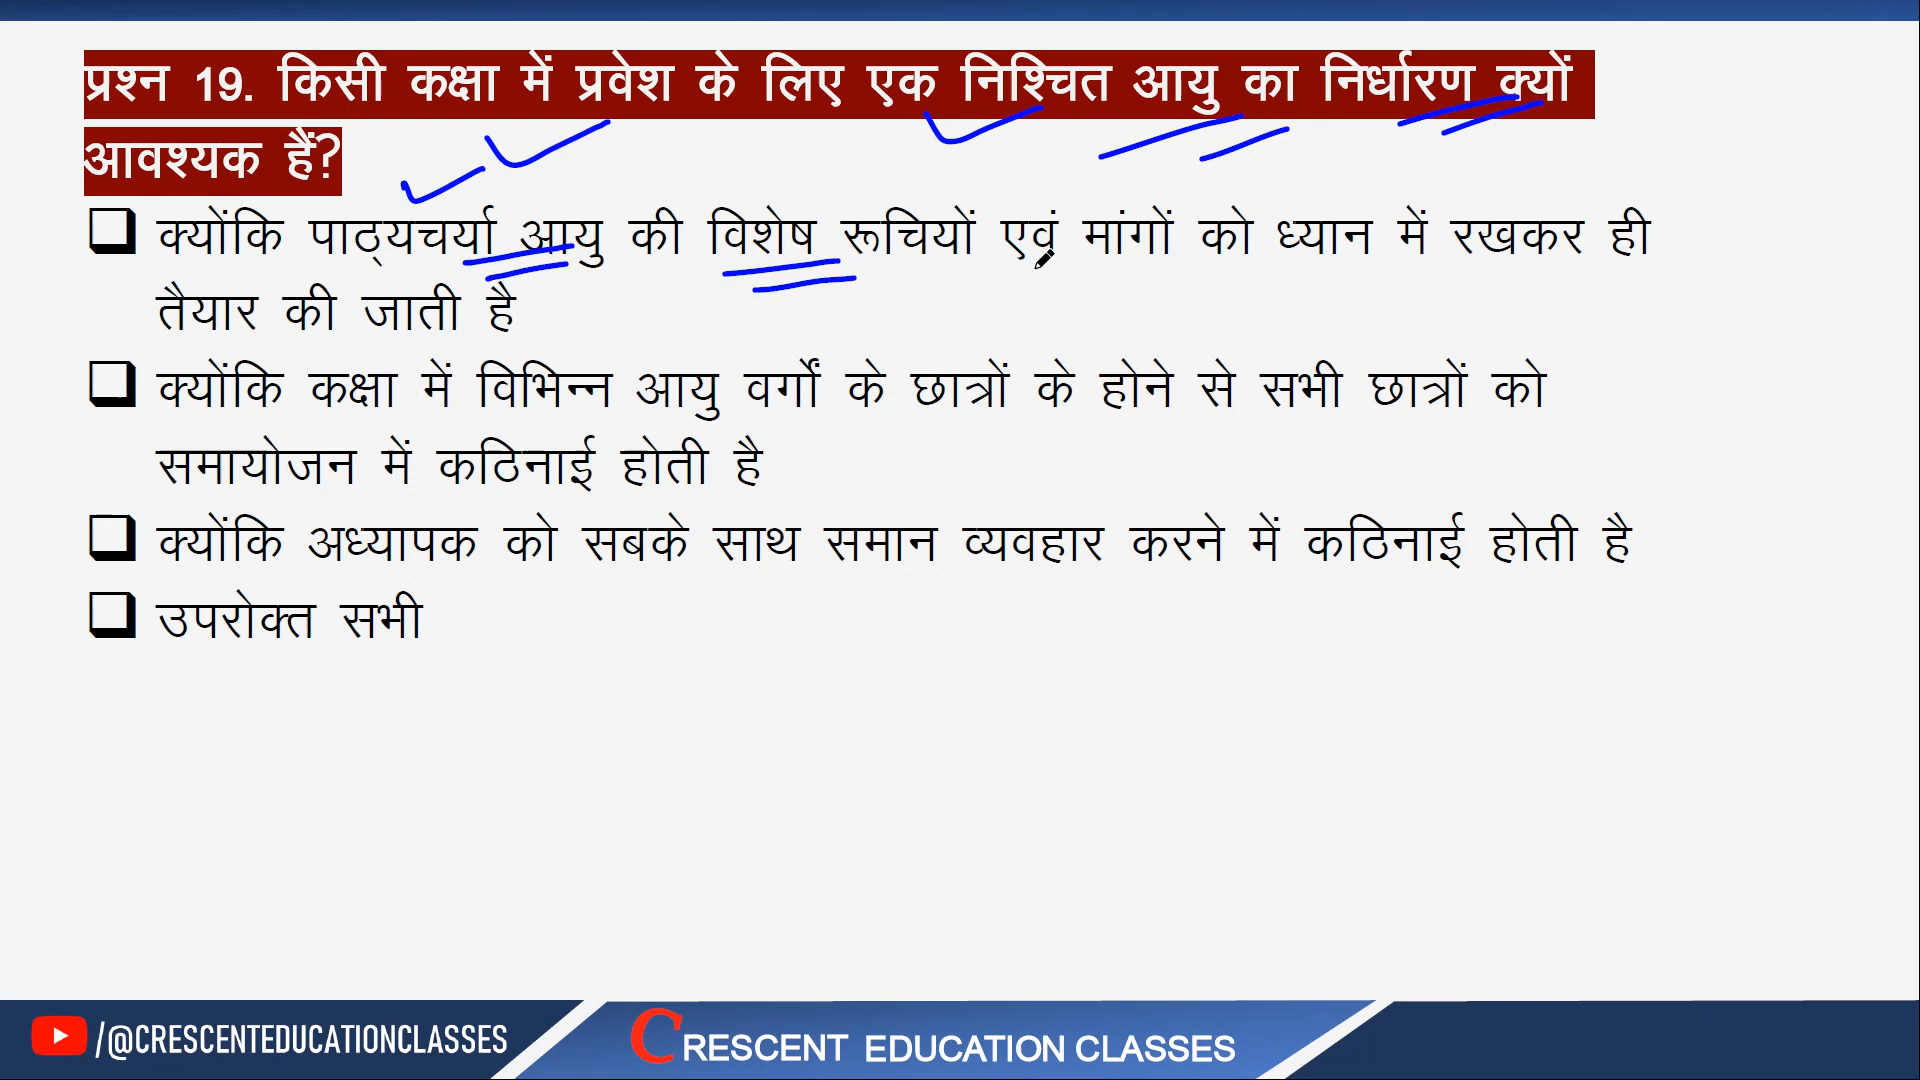 प्रश्न 19. किसी कक्षा में प्रवेश के लिए एक निश्चित आयु का निर्धारण क्यों
आवश्यक हैं?
क्योंकि पाठ्यचर्या आयु की विशेष रूचियों एवं मांगों को ध्यान में रखकर ही
तैयार की जाती है
क्योंकि कक्षा में विभिन्न आयु वर्गों के छात्रों के होने से सभी छात्रों को
समायोजन में कठिनाई होती है
क्योंकि अध्यापक को सबके साथ समान व्यवहार करने में कठिनाई होती है
उपरोक्त सभी
/@CRESCENTEDUCATIONCLASSES
CRESCENT EDUCATION CLASSES